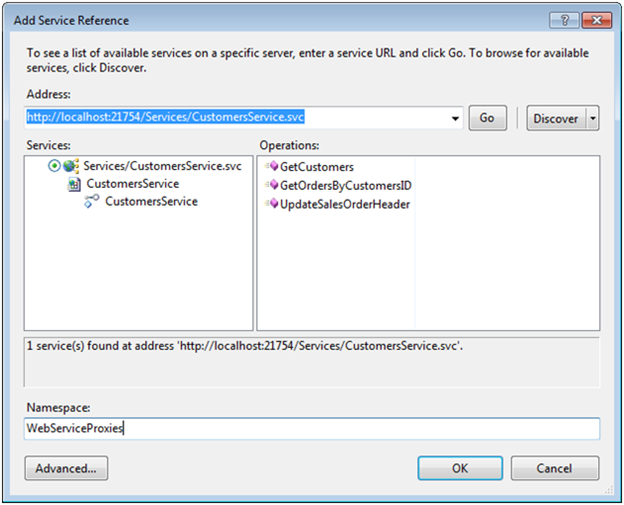 Add Service Reference
To see a list of available services on a specific server, enter a service URL and click Go. To browse for available
services, click Discover.
Address:
http://localhost:21754/Services/CustomersService.svc
Go
Discover
Services:
Operations:
Services/CustomersService.svc
CustomersService
CustomersService
GetCustomers
GetOrdersByCustomersID
UpdateSalesOrderHeader
1 service(s) found at address 'http://localhost:21754/Services/CustomersService.svc'.
Namespace:
WebServiceProxies
Advanced...
OK
Cancel